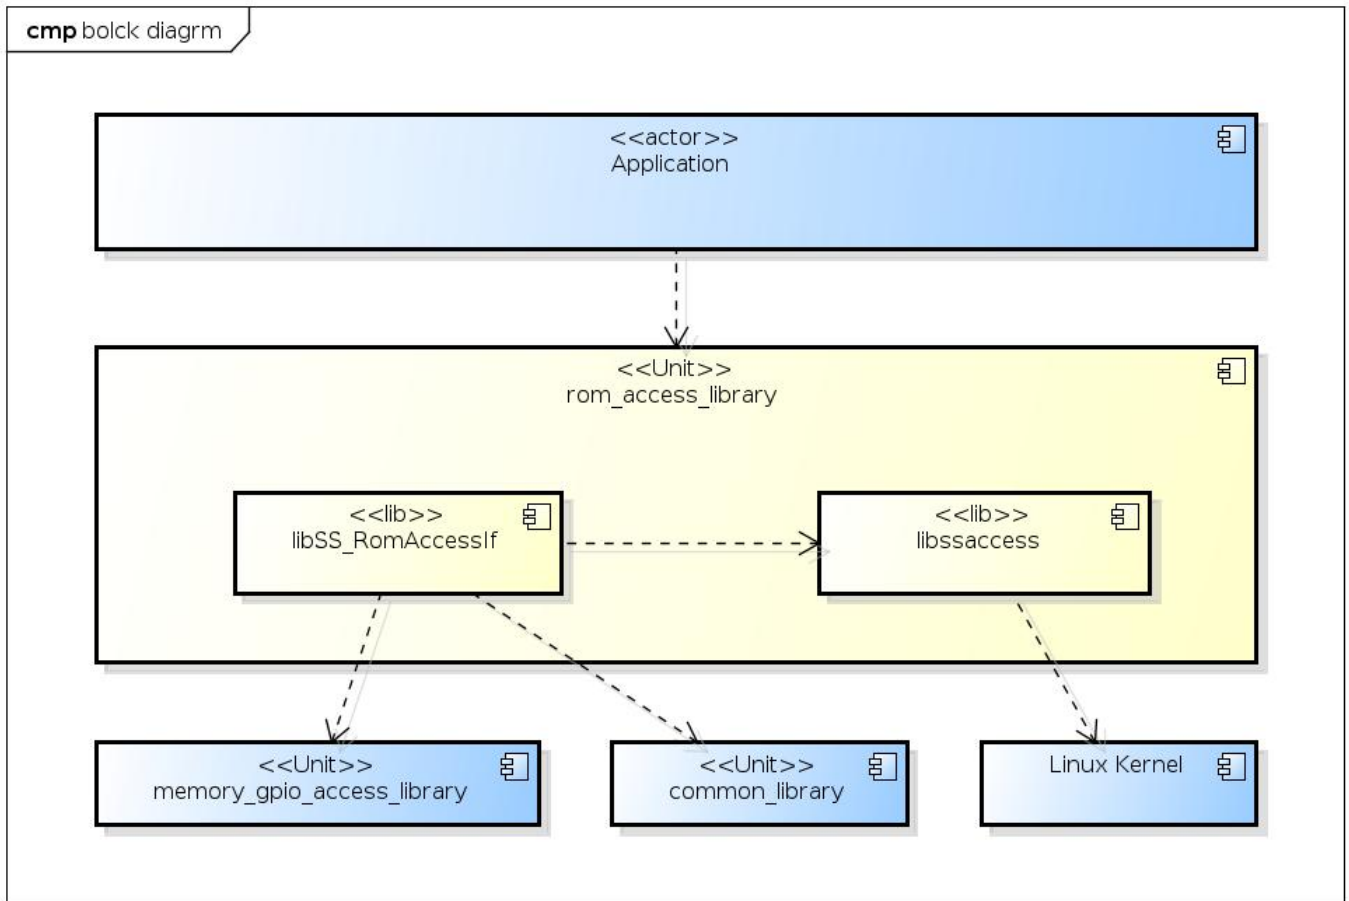 cmp bolck diagrm
<<actor>>
Application
<<Unit>>
rom_access_library
<<lib>>
libSS_RomAccessIf
<<lib>>
libssaccess
<<Unit>>
memory_gpio_access_library
<<Unit>>
common_library
Linux Kernel